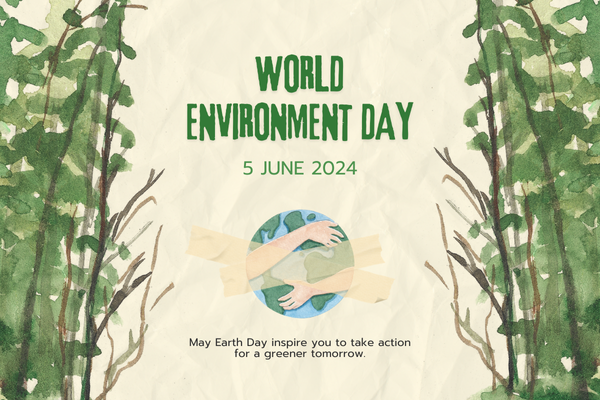 WORLD
ENVIRONMENT DAY
5 JUNE 2024
May Earth Day inspire you to take action
for a greener tomorrow.